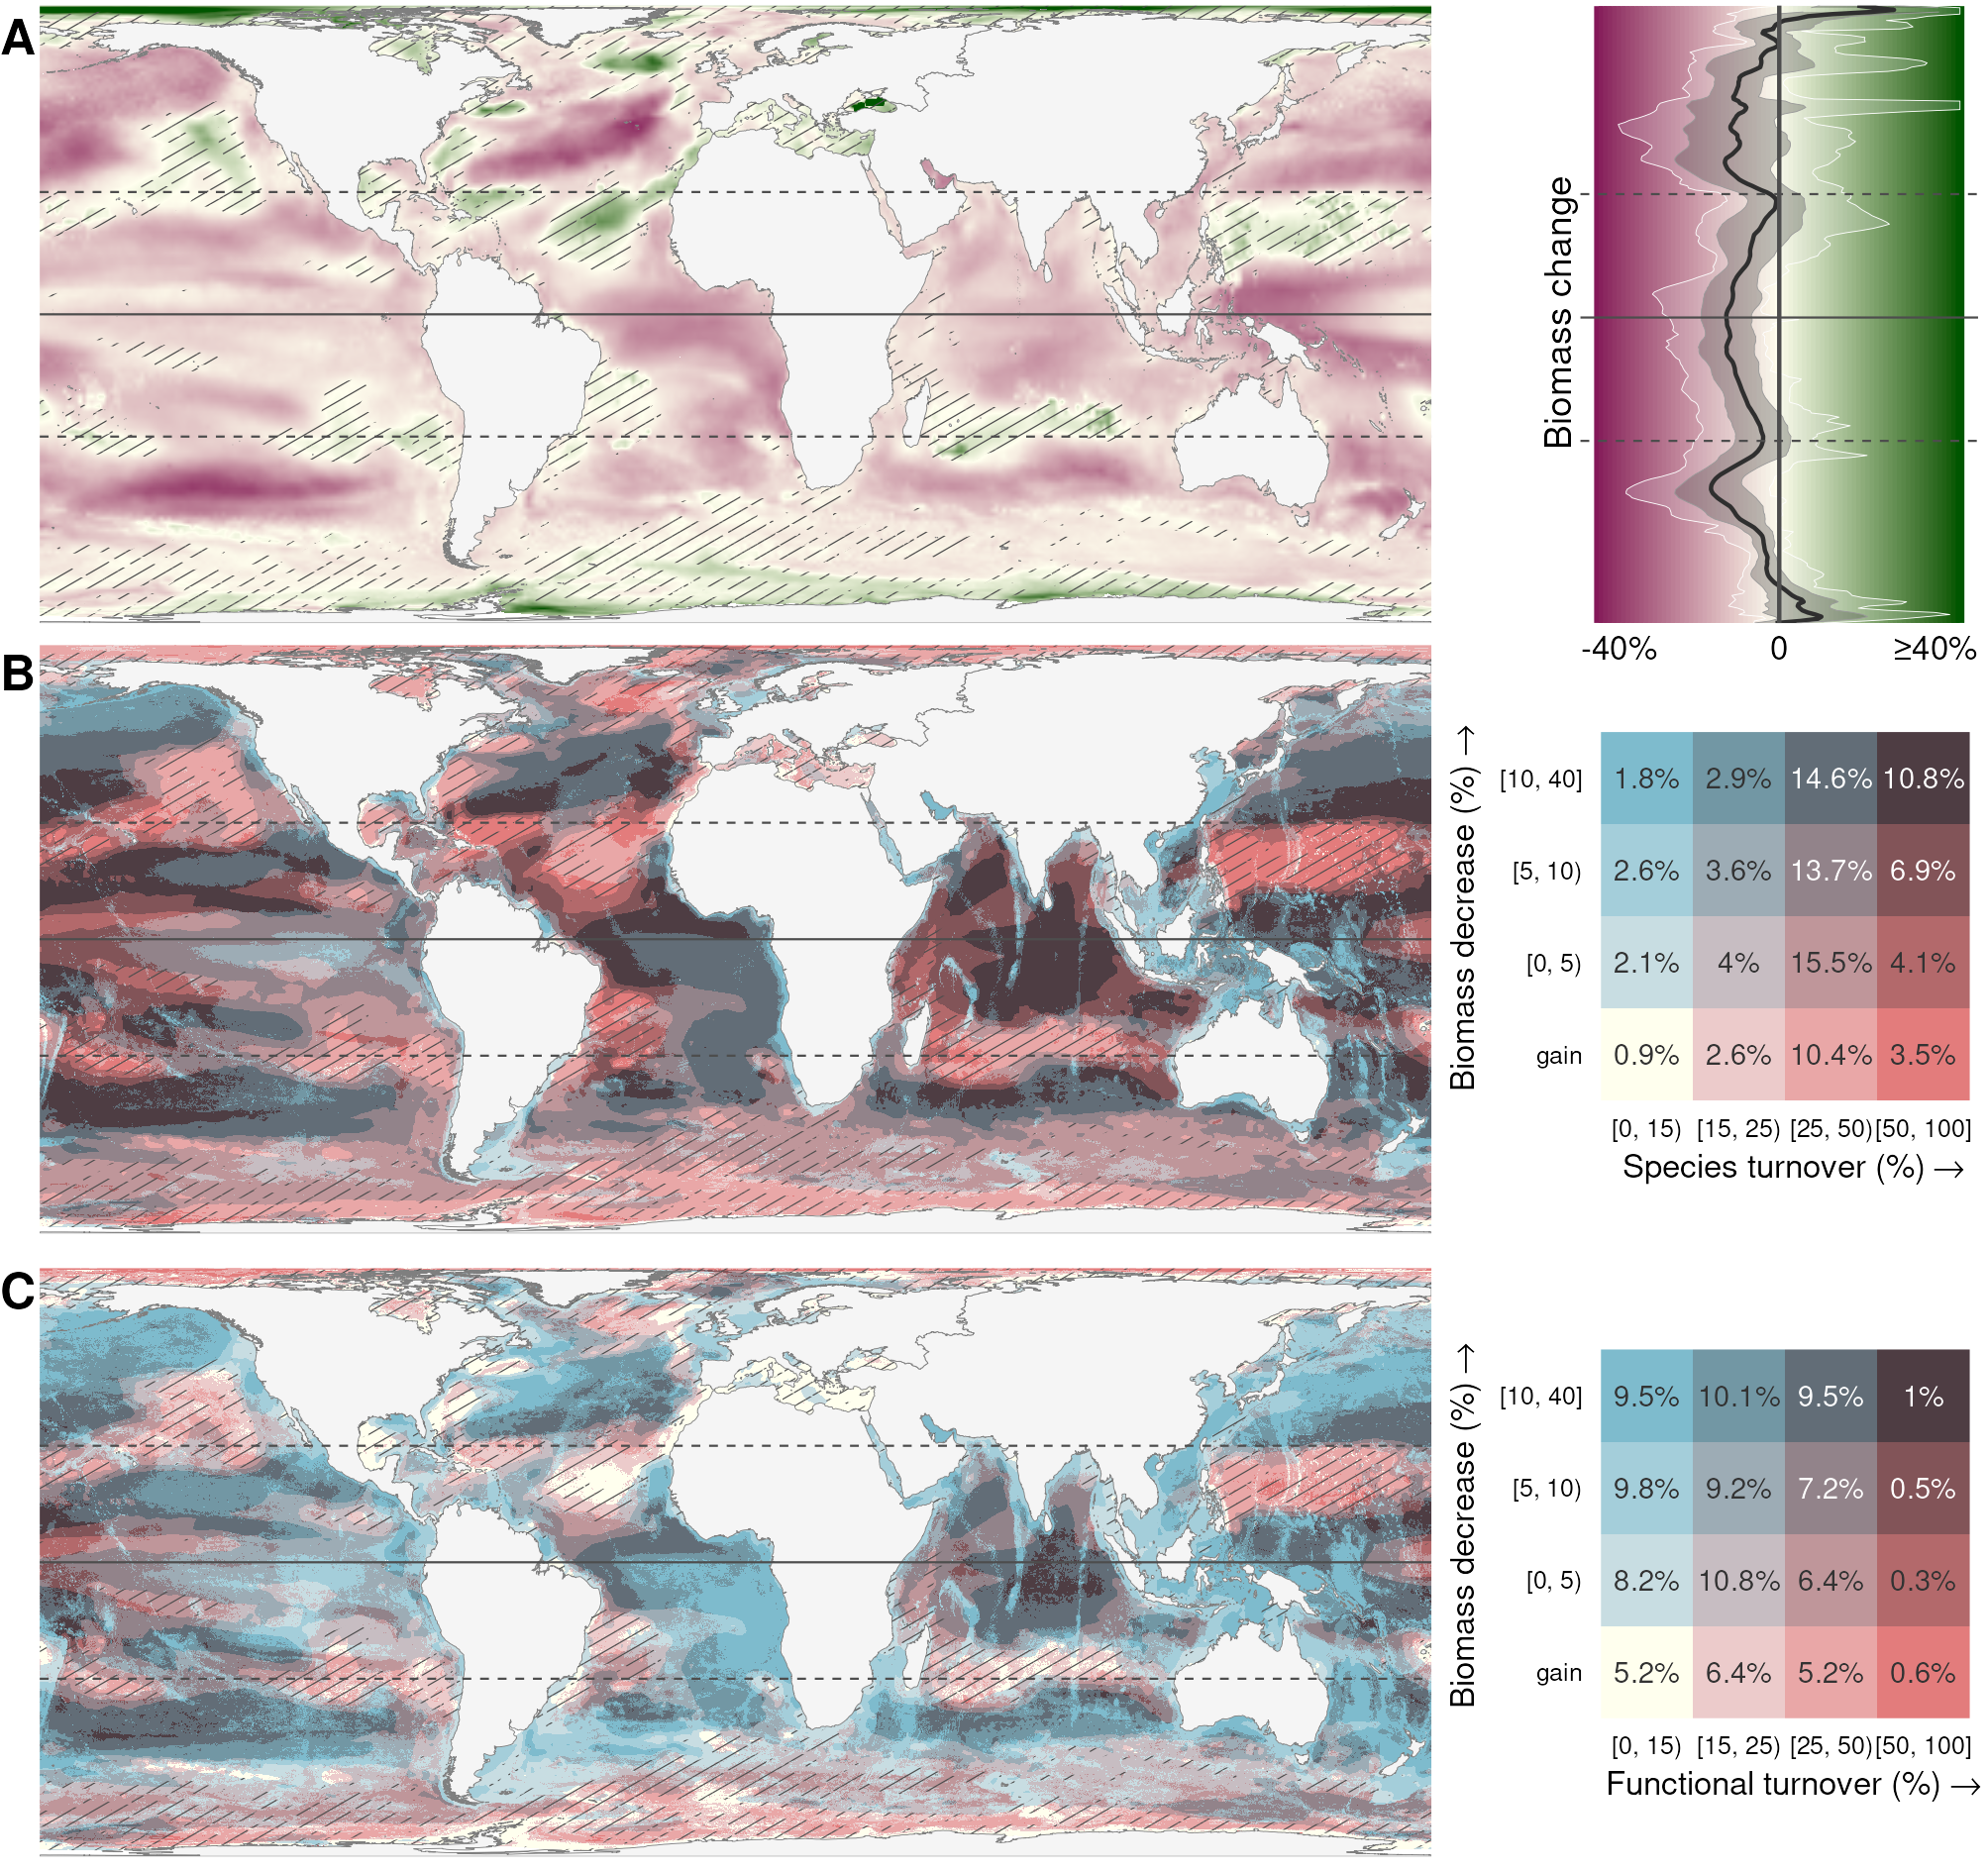 A
Biomass change
-40% 0 ≥40%
B
Biomass decrease (%) →
[10, 40] 1.8% 2.9% 14.6% 10.8%
[5, 10) 2.6% 3.6% 13.7% 6.9%
[0, 5) 2.1% 4% 15.5% 4.1%
gain 0.9% 2.6% 10.4% 3.5%
[0, 15) [15, 25) [25, 50) [50, 100]
Species turnover (%) →
C
Biomass decrease (%) →
[10, 40] 9.5% 10.1% 9.5% 1%
[5, 10) 9.8% 9.2% 7.2% 0.5%
[0, 5) 8.2% 10.8% 6.4% 0.3%
gain 5.2% 6.4% 5.2% 0.6%
[0, 15) [15, 25) [25, 50) [50, 100]
Functional turnover (%) →